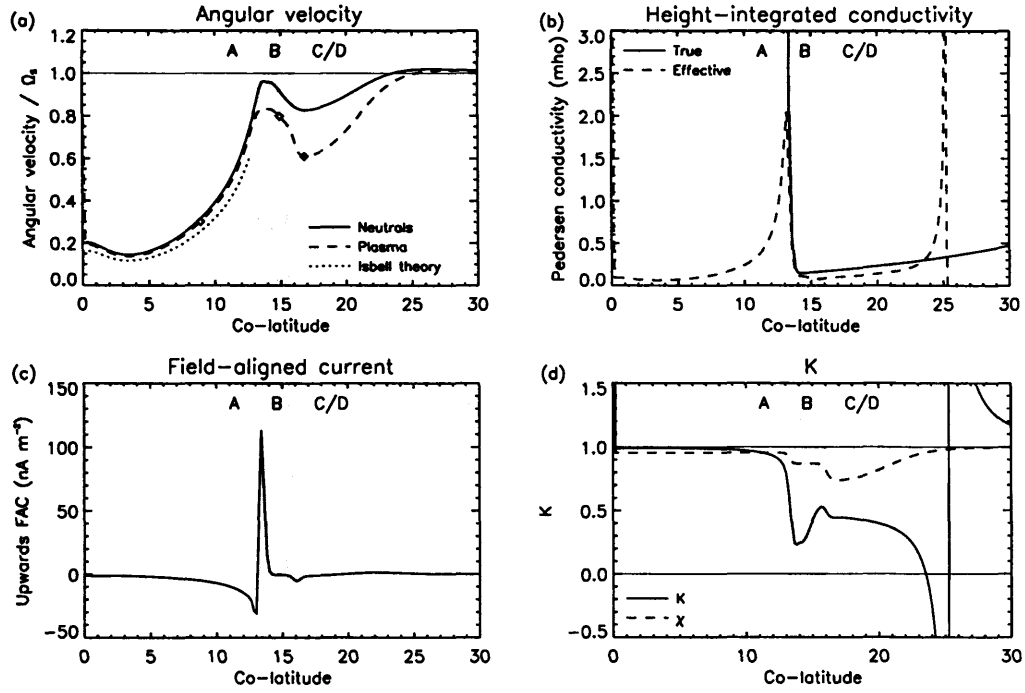 (a) Angular velocity
A B C/D
Angular velocity / Ωs
1.2
1.0
0.8
0.6
0.4
0.2
0.0
Neutrals
Plasma
Isbell theory
0 5 10 15 20 25 30
Co-latitude
(b) Height-integrated conductivity
True
Effective
A B C/D
Pedersen conductivity (mho)
3.0
2.5
2.0
1.5
1.0
0.5
0.0
0 5 10 15 20 25 30
Co-latitude
(c) Field-aligned current
A B C/D
Upwards FAC (nA m⁻²)
150
100
50
0
-50
0 5 10 15 20 25 30
Co-latitude
(d) K
A B C/D
K
1.5
1.0
0.5
0.0
-0.5
K
χ
0 5 10 15 20 25 30
Co-latitude